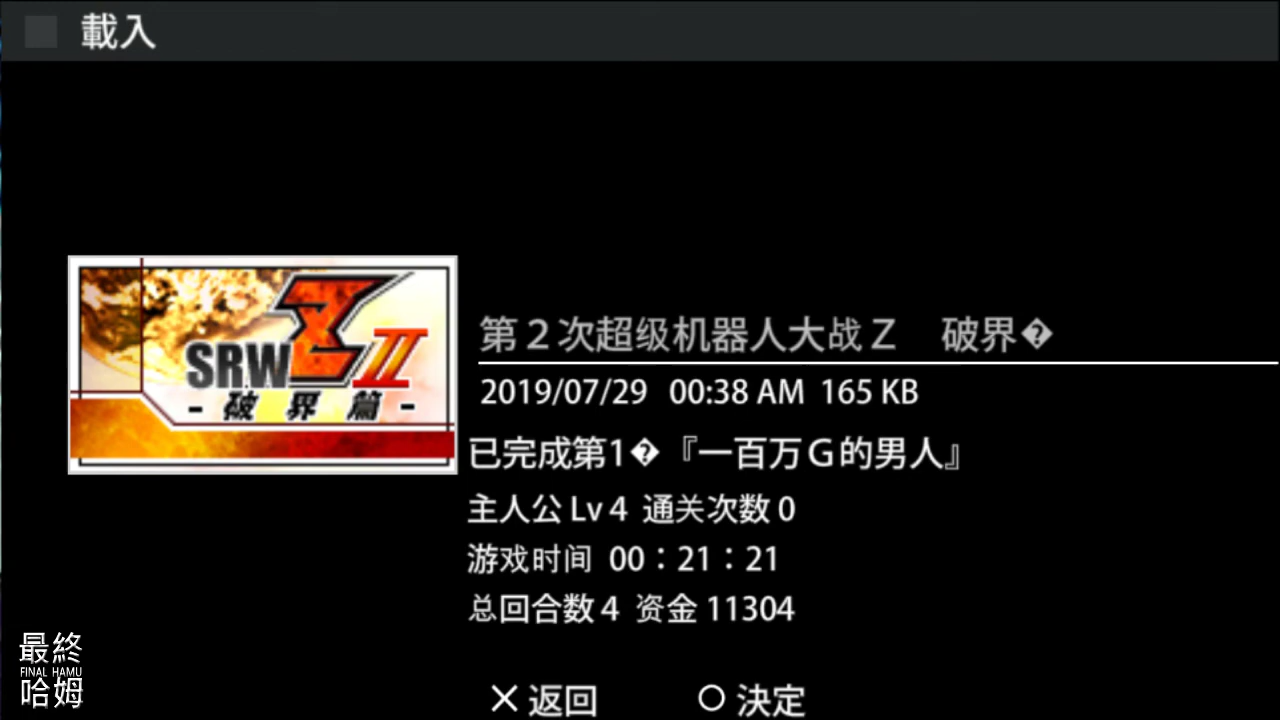 載入
SRW Z II
- 破界篇 -
第２次超级机器人大战Ｚ　破界�
2019/07/29 00:38 AM 165 KB
已完成第1�『一百万Ｇ的男人』
主人公 Lv 4 通关次数 0
游戏时间 00：21：21
总回合数 4 资金 11304
最終
FINAL HAMU
哈姆
✕ 返回 ○ 決定